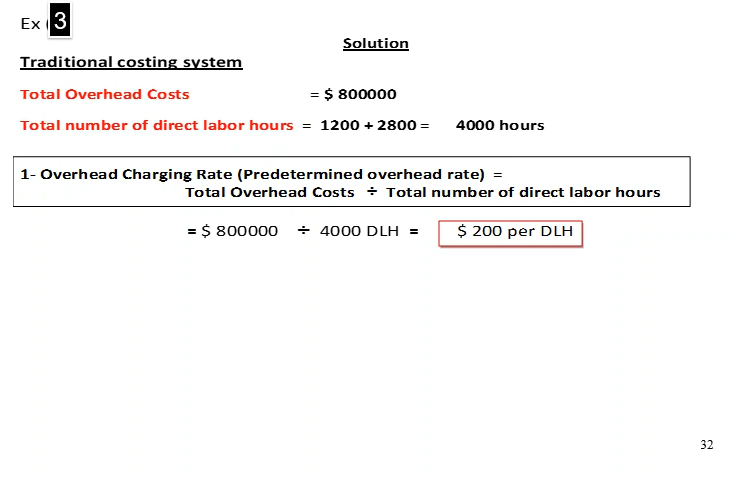 Ex ( 3
Solution
Traditional costing system
Total Overhead Costs = $ 800000
Total number of direct labor hours = 1200 + 2800 = 4000 hours
1- Overhead Charging Rate (Predetermined overhead rate) =
Total Overhead Costs ÷ Total number of direct labor hours
= $ 800000 ÷ 4000 DLH = $ 200 per DLH
32